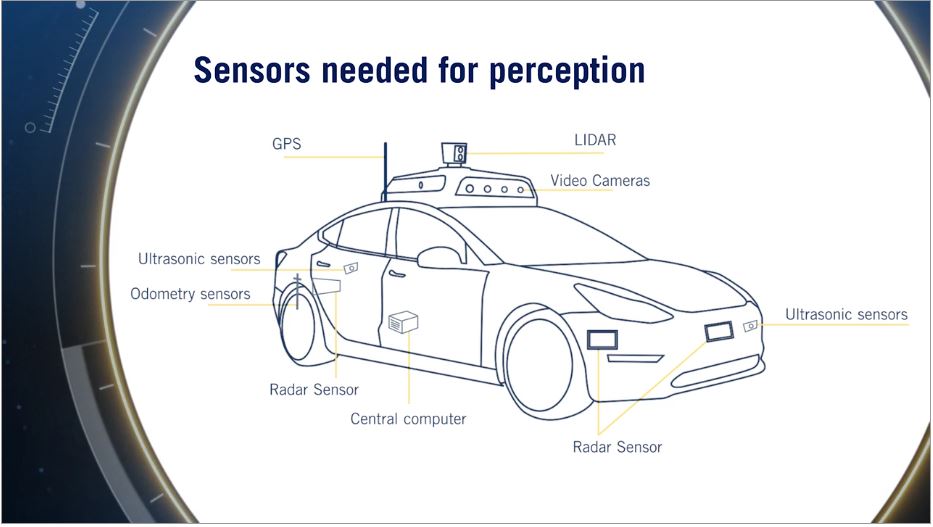 Sensors needed for perception
GPS
LIDAR
Video Cameras
Ultrasonic sensors
Odometry sensors
Ultrasonic sensors
Radar Sensor
Central computer
Radar Sensor